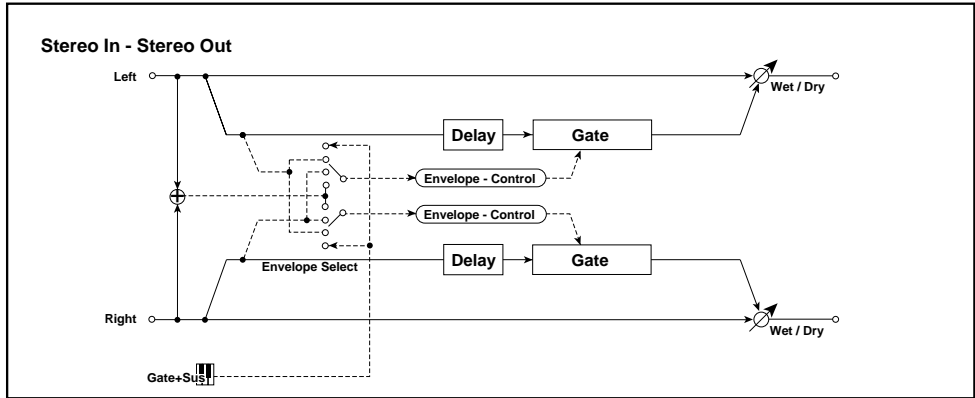 Stereo In - Stereo Out
Left
Wet / Dry
Delay
Gate
Envelope - Control
Envelope - Control
Envelope Select
Delay
Gate
Right
Wet / Dry
Gate+Sus